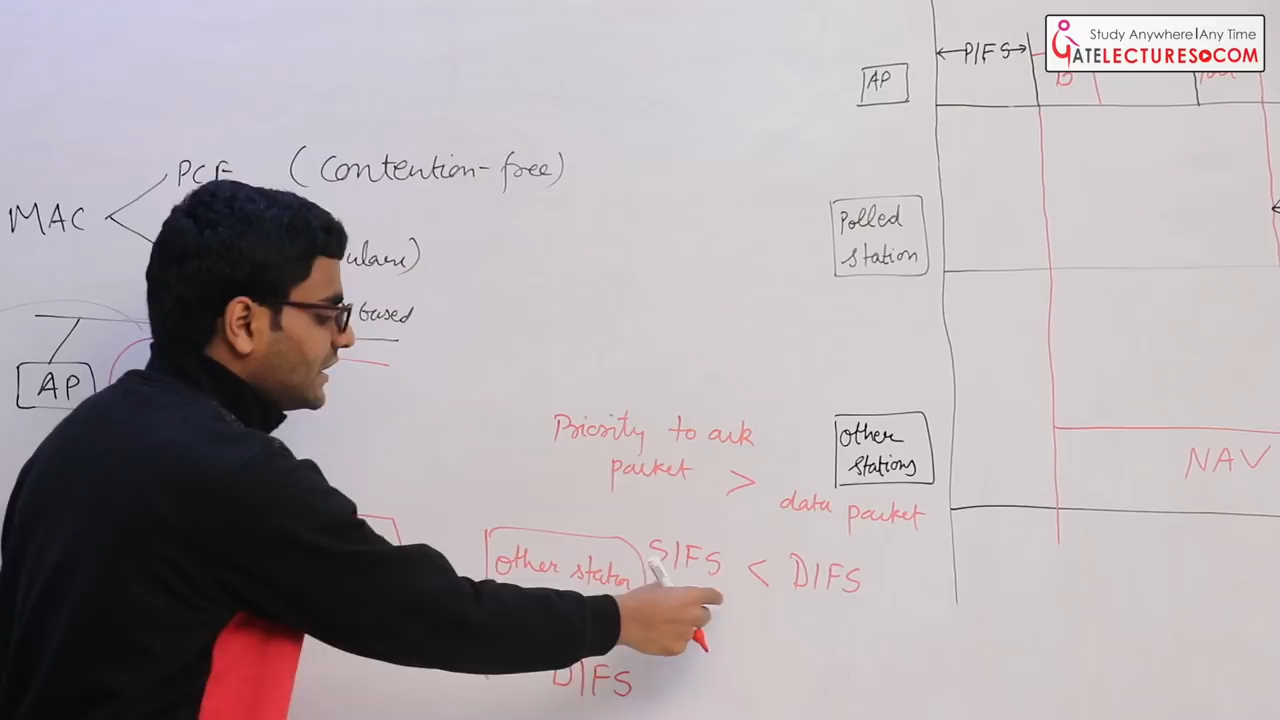 Study Anywhere | Any Time
GATELECTURES.COM
PIFS
AP
B
PCF (Contention-free)
MAC
Polled
station
based
AP
Priority to ack
packet >
data packet
Other
stations
NAV
Other station
SIFS < DIFS
DIFS